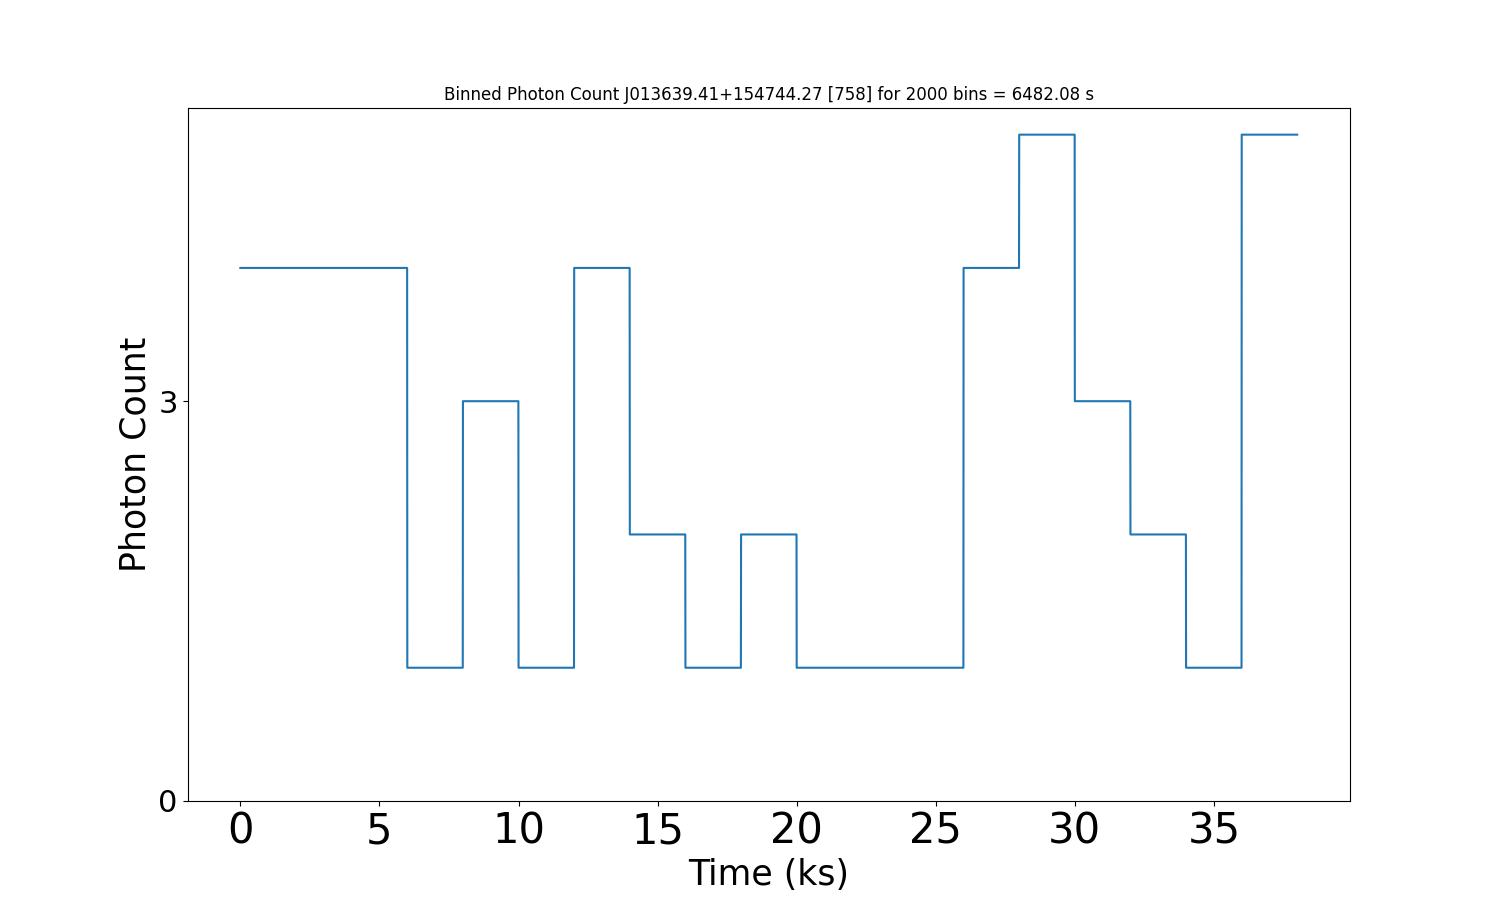 Binned Photon Count J013639.41+154744.27 [758] for 2000 bins = 6482.08 s
Photon Count
3
0
0 5 10 15 20 25 30 35
Time (ks)